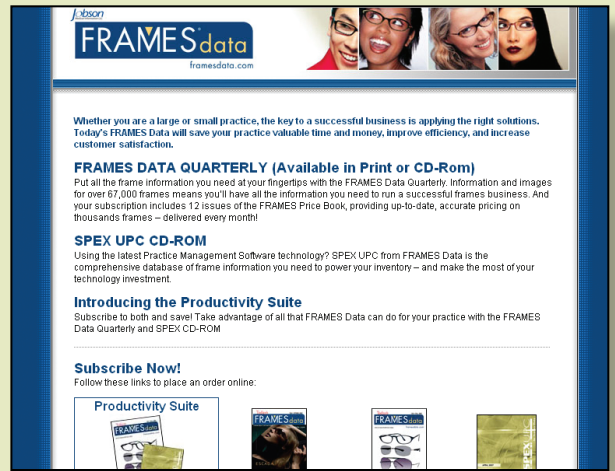 Jobson
FRAMES data
framesdata.com
Whether you are a large or small practice, the key to a successful business is applying the right solutions.
Today's FRAMES Data will save your practice valuable time and money, improve efficiency, and increase
customer satisfaction.
FRAMES DATA QUARTERLY (Available in Print or CD-Rom)
Put all the frame information you need at your fingertips with the FRAMES Data Quarterly. Information and images
for over 67,000 frames means you'll have all the information you need to run a successful frames business. And
your subscription includes 12 issues of the FRAMES Price Book, providing up-to-date, accurate pricing on
thousands frames – delivered every month!
SPEX UPC CD-ROM
Using the latest Practice Management Software technology? SPEX UPC from FRAMES Data is the
comprehensive database of frame information you need to power your inventory – and make the most of your
technology investment.
Introducing the Productivity Suite
Subscribe to both and save! Take advantage of all that FRAMES Data can do for your practice with the FRAMES
Data Quarterly and SPEX CD-ROM
Subscribe Now!
Follow these links to place an order online:
Productivity Suite
FRAMES data
FRAMES data
FRAMES data
SPEX UPC